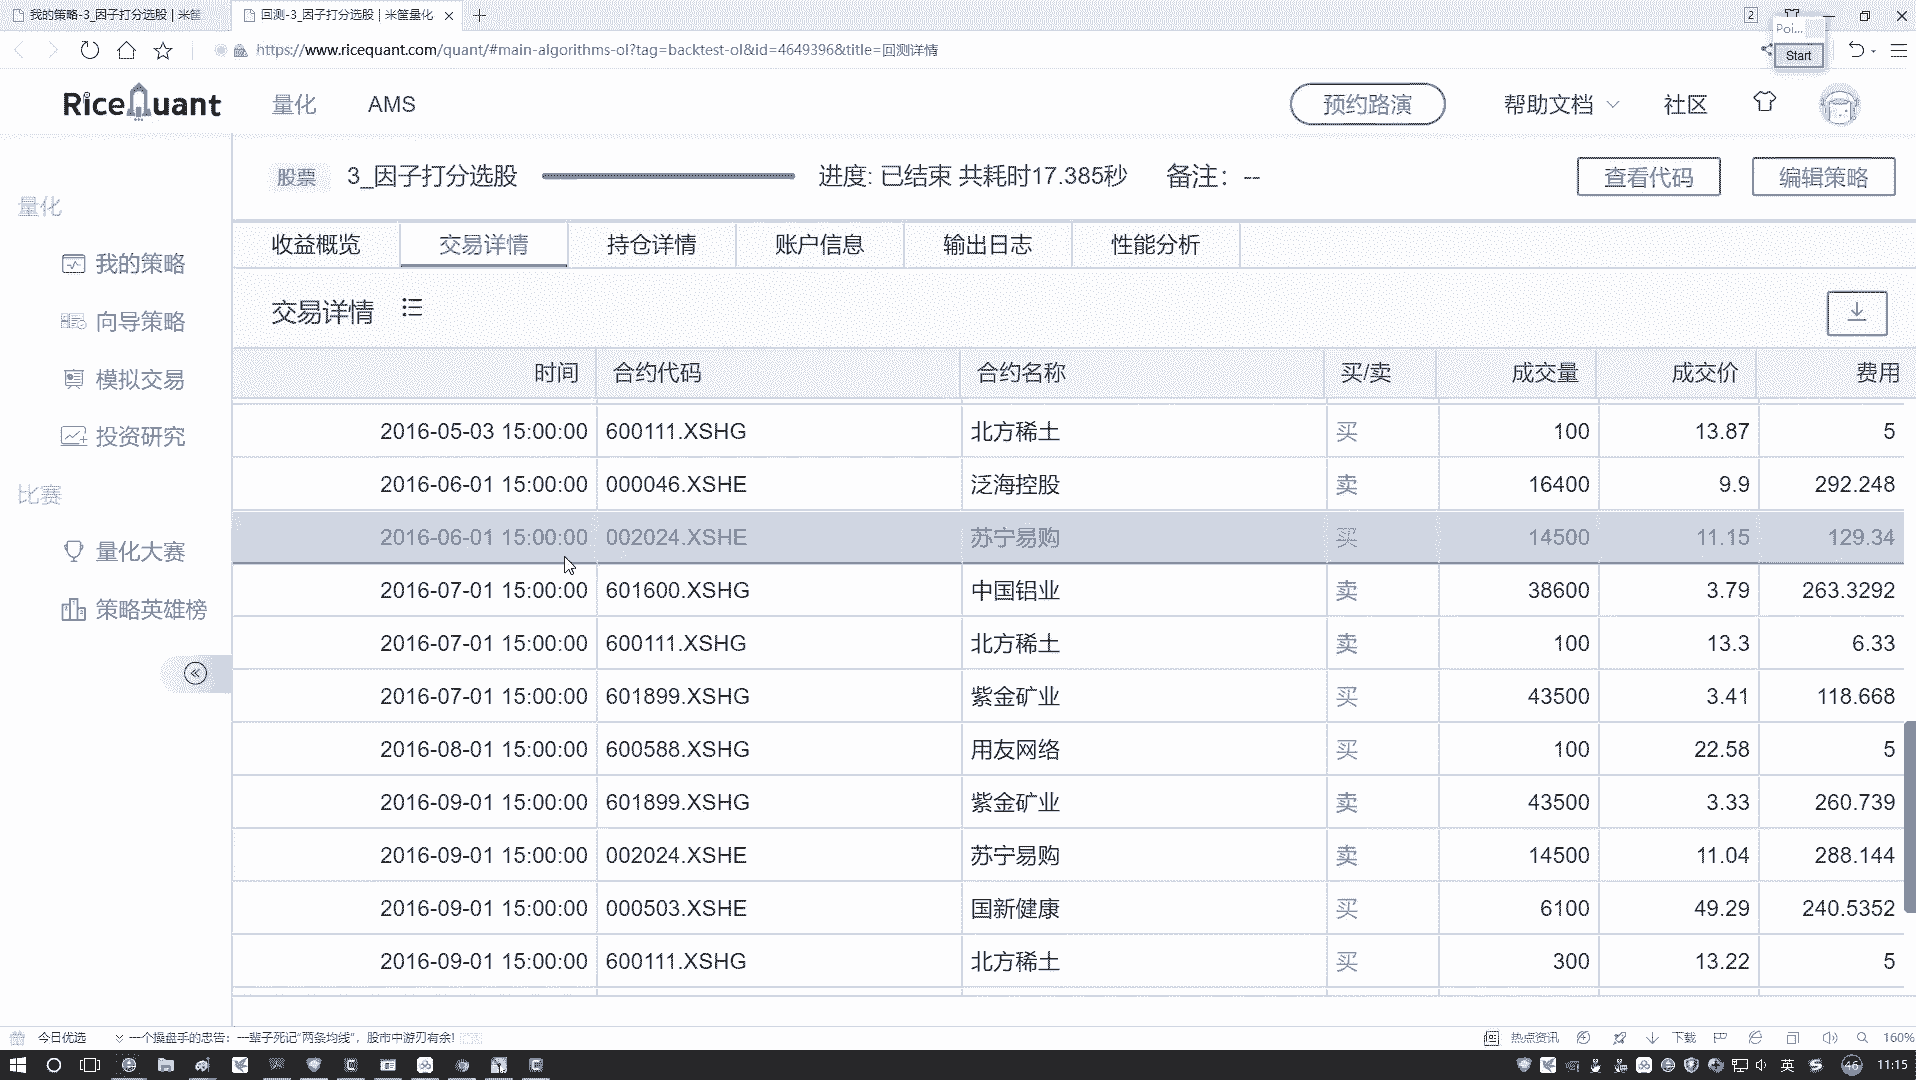 我的策略-3_因子打分选股 | 米筐
回测-3_因子打分选股 | 米筐量化
2
https://www.ricequant.com/quant/#main-algorithms-ol?tag=backtest-ol&id=4649396&title=回测详情
Poi...
Start
RiceQuant
量化
AMS
预约路演
帮助文档
社区
股票
3_因子打分选股
进度: 已结束 共耗时17.385秒
备注: --
查看代码
编辑策略
量化
我的策略
向导策略
模拟交易
投资研究
比赛
量化大赛
策略英雄榜
收益概览 交易详情 持仓详情 账户信息 输出日志 性能分析
交易详情
时间 合约代码 合约名称 买/卖 成交量 成交价 费用
2016-05-03 15:00:00 600111.XSHG 北方稀土 买 100 13.87 5
2016-06-01 15:00:00 000046.XSHE 泛海控股 卖 16400 9.9 292.248
2016-06-01 15:00:00 002024.XSHE 苏宁易购 买 14500 11.15 129.34
2016-07-01 15:00:00 601600.XSHG 中国铝业 卖 38600 3.79 263.3292
2016-07-01 15:00:00 600111.XSHG 北方稀土 卖 100 13.3 6.33
2016-07-01 15:00:00 601899.XSHG 紫金矿业 买 43500 3.41 118.668
2016-08-01 15:00:00 600588.XSHG 用友网络 买 100 22.58 5
2016-09-01 15:00:00 601899.XSHG 紫金矿业 卖 43500 3.33 260.739
2016-09-01 15:00:00 002024.XSHE 苏宁易购 卖 14500 11.04 288.144
2016-09-01 15:00:00 000503.XSHE 国新健康 买 6100 49.29 240.5352
2016-09-01 15:00:00 600111.XSHG 北方稀土 买 300 13.22 5
今日优选
一个操盘手的忠告：一辈子死记"两条均线"，股市中游刃有余!
热点资讯
下载
160%
英
46
11:15